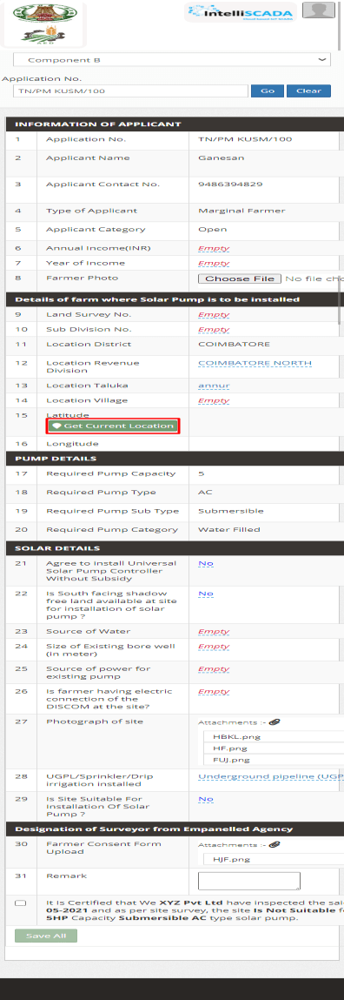 IntelliSCADA
Component B
Application No.
TN/PM KUSM/100 Go Clear
INFORMATION OF APPLICANT
1 Application No. TN/PM KUSM/100
2 Applicant Name Ganesan
3 Applicant Contact No. 9486394829
4 Type of Applicant Marginal Farmer
5 Applicant Category Open
6 Annual Income(INR) Empty
7 Year of Income Empty
8 Farmer Photo Choose File No file cho
Details of farm where Solar Pump is to be installed
9 Land Survey No. Empty
10 Sub Division No. Empty
11 Location District COIMBATORE
12 Location Revenue COIMBATORE NORTH
Division
13 Location Taluka annur
14 Location Village Empty
15 Latitude
Get Current Location
16 Longitude
PUMP DETAILS
17 Required Pump Capacity 5
18 Required Pump Type AC
19 Required Pump Sub Type Submersible
20 Required Pump Category Water Filled
SOLAR DETAILS
21 Agree to install Universal No
Solar Pump Controller
Without Subsidy
22 Is South facing shadow No
free land available at site
for installation of solar
pump ?
23 Source of Water Empty
24 Size of Existing bore well Empty
(in meter)
25 Source of power for Empty
existing pump
26 Is farmer having electric Empty
connection of the
DISCOM at the site?
27 Photograph of site Attachments :-
HBKL.png
HF.png
FUJ.png
28 UGPL/Sprinkler/Drip Underground pipeline (UGP
irrigation installed
29 Is Site Suitable For No
Installation Of Solar
Pump ?
Designation of Surveyor from Empanelled Agency
30 Farmer Consent Form Attachments :-
Upload
HJF.png
31 Remark
It Is Certified that We XYZ Pvt Ltd have inspected the sai
05-2021 and as per site survey, the site Is Not Suitable f
5HP Capacity Submersible AC type solar pump.
Save All